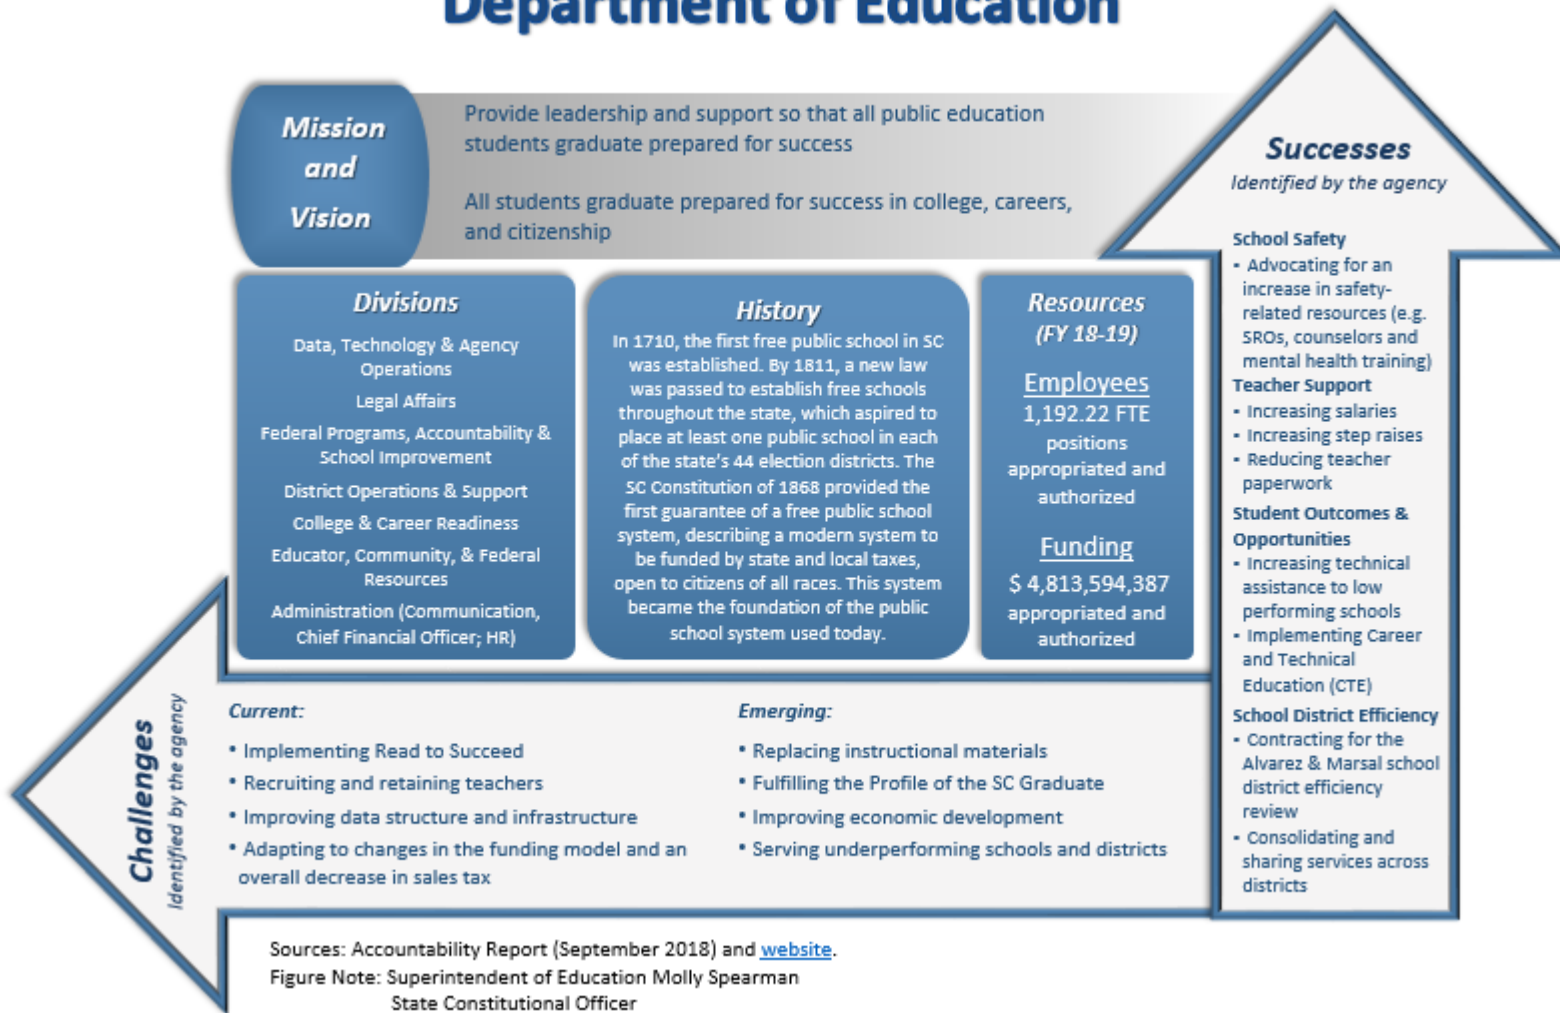 Department of Education
Mission
and
Vision
Provide leadership and support so that all public education
students graduate prepared for success
All students graduate prepared for success in college, careers,
and citizenship
Successes
Identified by the agency
School Safety
▪ Advocating for an
increase in safety-
related resources (e.g.
SROs, counselors and
mental health training)
Teacher Support
▪ Increasing salaries
▪ Increasing step raises
▪ Reducing teacher
paperwork
Student Outcomes &
Opportunities
▪ Increasing technical
assistance to low
performing schools
▪ Implementing Career
and Technical
Education (CTE)
School District Efficiency
▪ Contracting for the
Alvarez & Marsal school
district efficiency
review
▪ Consolidating and
sharing services across
districts
Divisions
Data, Technology & Agency
Operations
Legal Affairs
Federal Programs, Accountability &
School Improvement
District Operations & Support
College & Career Readiness
Educator, Community, & Federal
Resources
Administration (Communication,
Chief Financial Officer; HR)
History
In 1710, the first free public school in SC
was established. By 1811, a new law
was passed to establish free schools
throughout the state, which aspired to
place at least one public school in each
of the state's 44 election districts. The
SC Constitution of 1868 provided the
first guarantee of a free public school
system, describing a modern system to
be funded by state and local taxes,
open to citizens of all races. This system
became the foundation of the public
school system used today.
Resources
(FY 18-19)
Employees
1,192.22 FTE
positions
appropriated and
authorized
Funding
$ 4,813,594,387
appropriated and
authorized
Challenges
Identified by the agency
Current:
• Implementing Read to Succeed
• Recruiting and retaining teachers
• Improving data structure and infrastructure
• Adapting to changes in the funding model and an
overall decrease in sales tax
Emerging:
• Replacing instructional materials
• Fulfilling the Profile of the SC Graduate
• Improving economic development
• Serving underperforming schools and districts
Sources: Accountability Report (September 2018) and website.
Figure Note: Superintendent of Education Molly Spearman
State Constitutional Officer